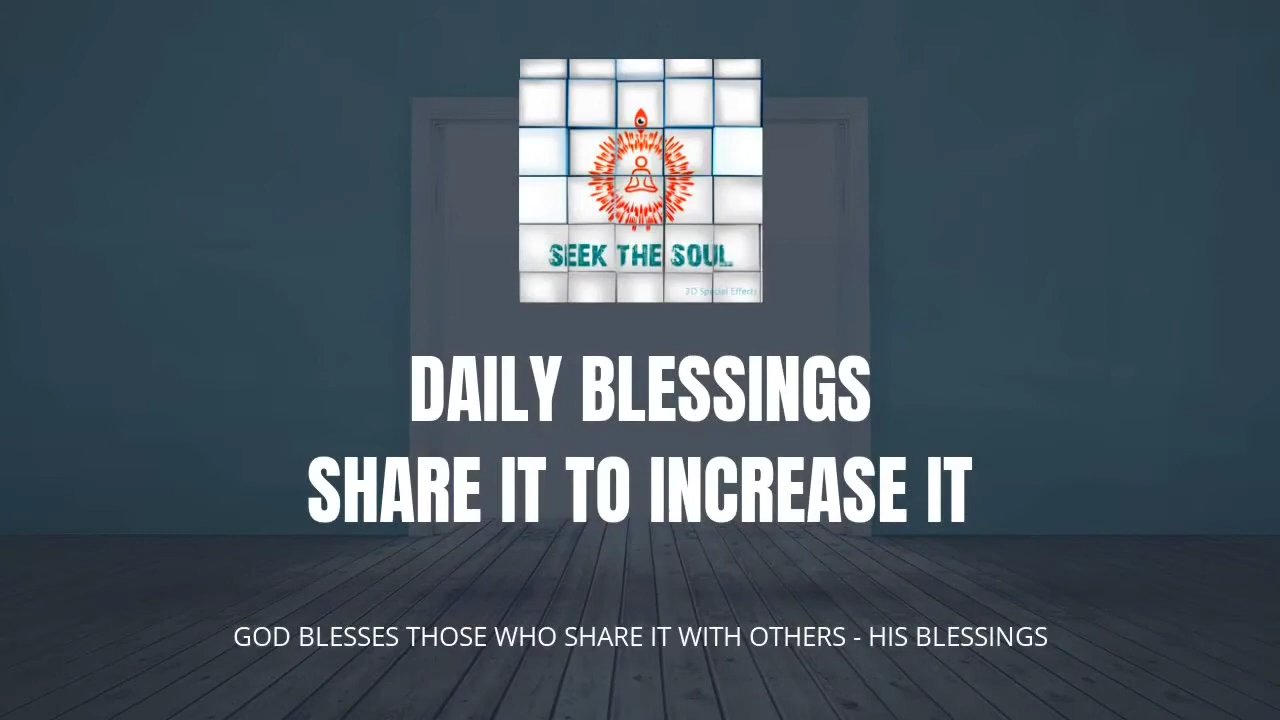 SEEK THE SOUL
3D Special Effects
DAILY BLESSINGS
SHARE IT TO INCREASE IT
GOD BLESSES THOSE WHO SHARE IT WITH OTHERS - HIS BLESSINGS